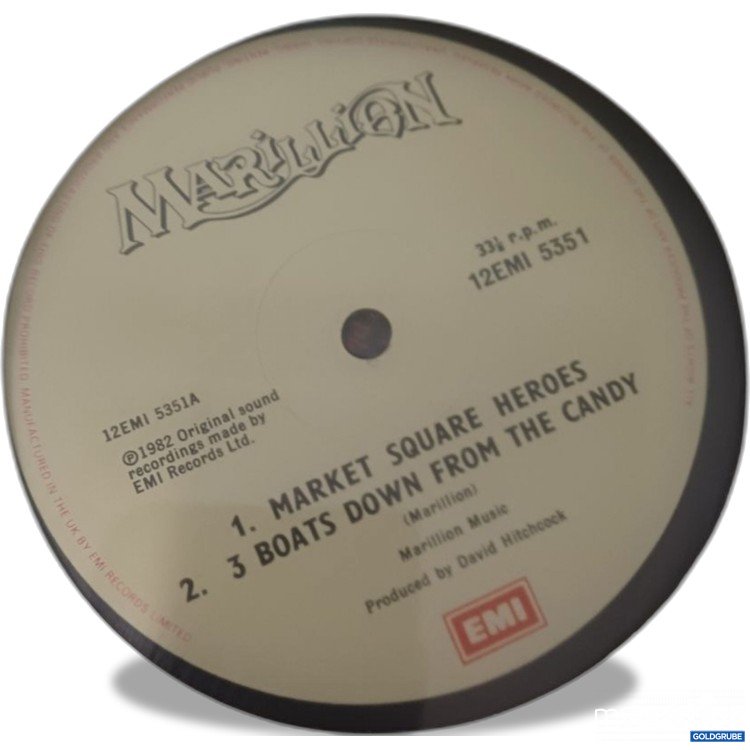 MARILLION
33⅓ r.p.m.
12EMI 5351
12EMI 5351A
Ⓟ1982 Original sound
recordings made by
EMI Records Ltd.
1. MARKET SQUARE HEROES
2. 3 BOATS DOWN FROM THE CANDY
(Marillion)
Marillion Music
Produced by David Hitchcock
EMI
PROHIBITED MANUFACTURED IN THE UK BY EMI RECORDS LIMITED
GOLDGRUBE